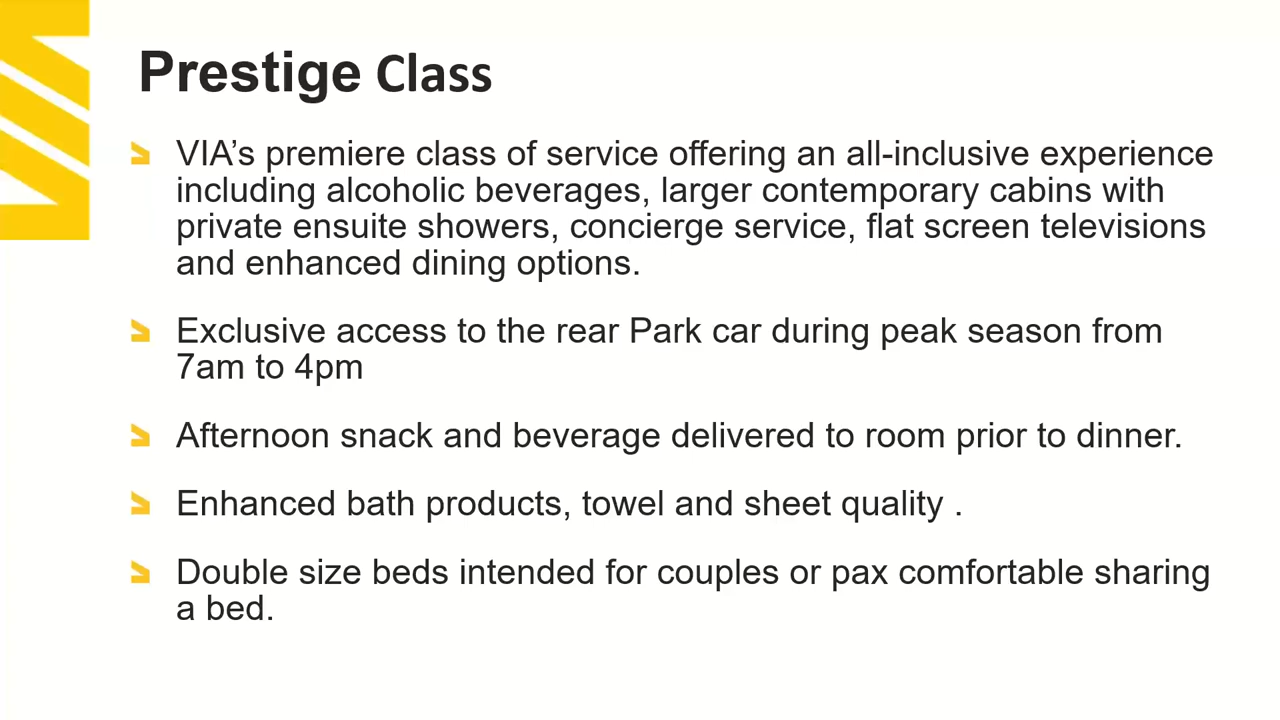 Prestige Class
VIA’s premiere class of service offering an all-inclusive experience
including alcoholic beverages, larger contemporary cabins with
private ensuite showers, concierge service, flat screen televisions
and enhanced dining options.
Exclusive access to the rear Park car during peak season from
7am to 4pm
Afternoon snack and beverage delivered to room prior to dinner.
Enhanced bath products, towel and sheet quality .
Double size beds intended for couples or pax comfortable sharing
a bed.